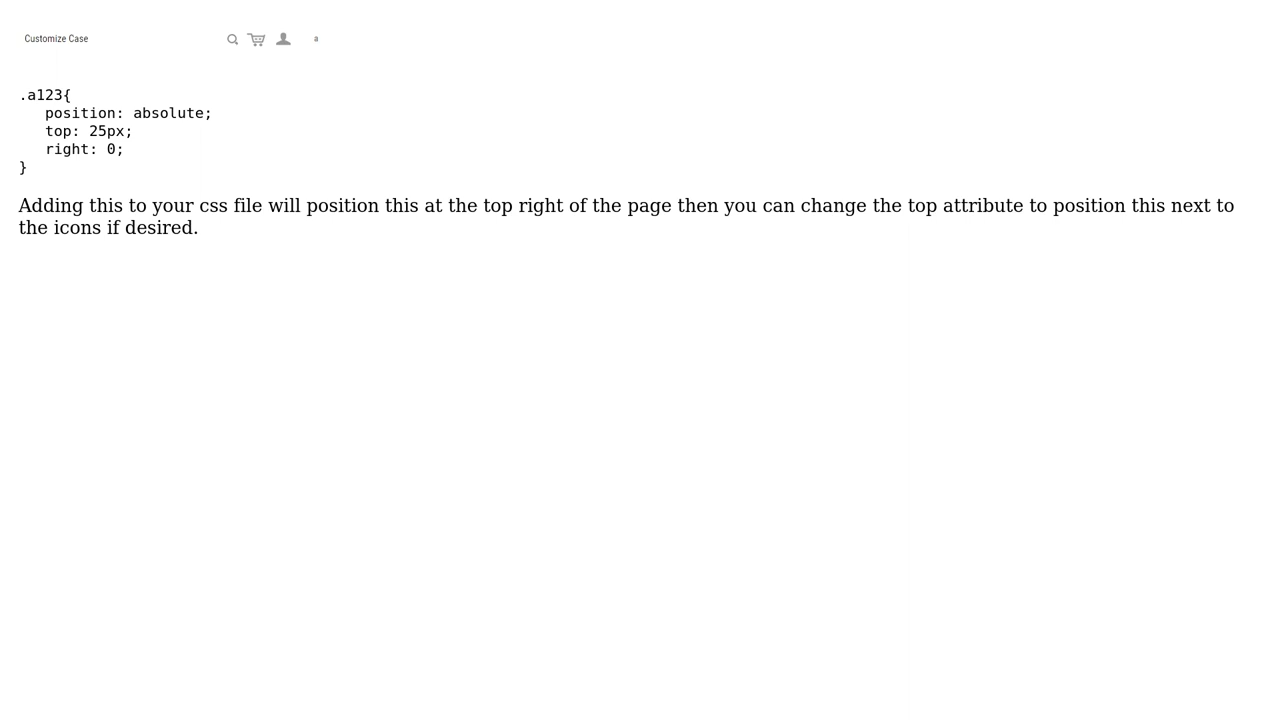 Customize Case a
.a123{
   position: absolute;
   top: 25px;
   right: 0;
}
Adding this to your css file will position this at the top right of the page then you can change the top attribute to position this next to
the icons if desired.